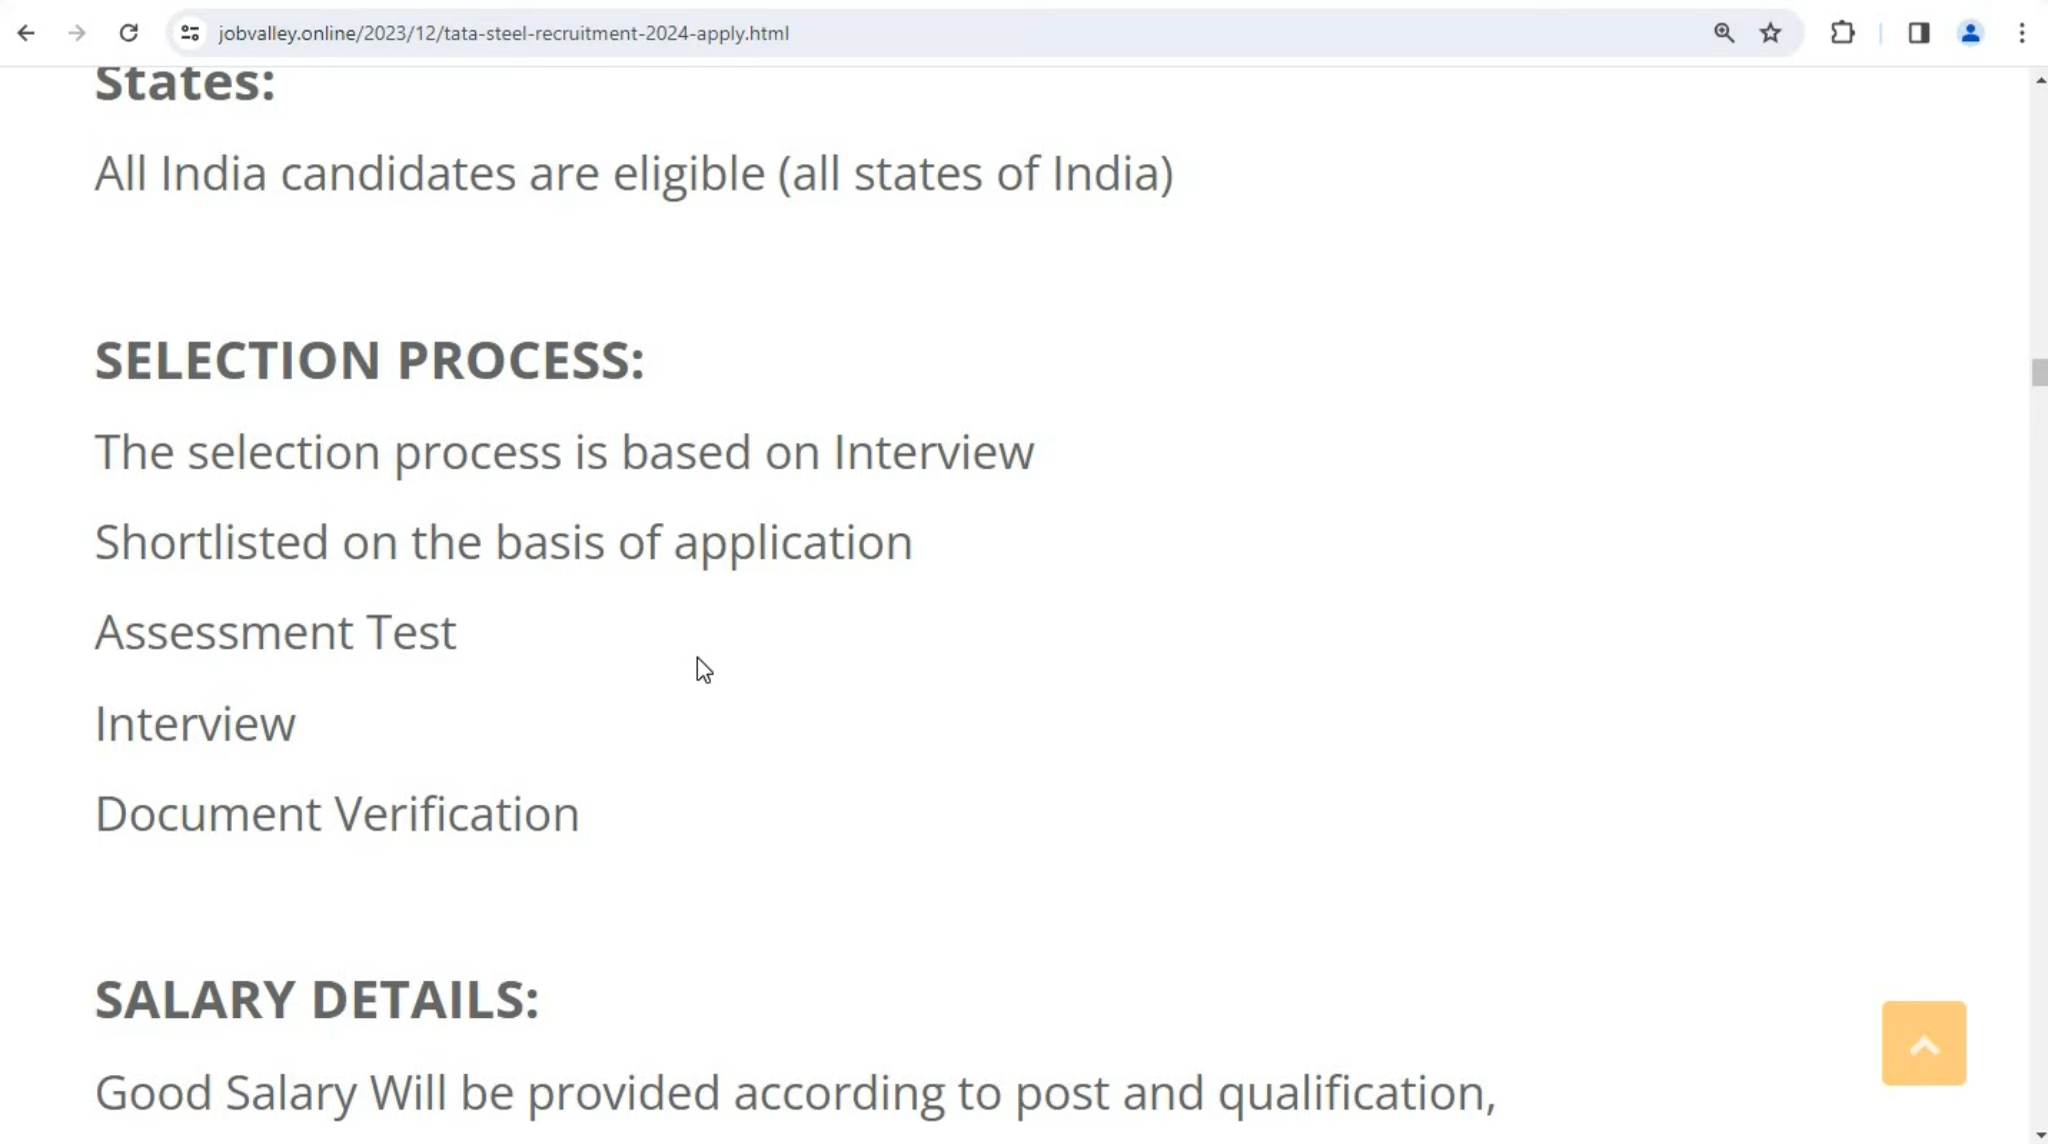 jobvalley.online/2023/12/tata-steel-recruitment-2024-apply.html
States:
All India candidates are eligible (all states of India)
SELECTION PROCESS:
The selection process is based on Interview
Shortlisted on the basis of application
Assessment Test
Interview
Document Verification
SALARY DETAILS:
Good Salary Will be provided according to post and qualification,